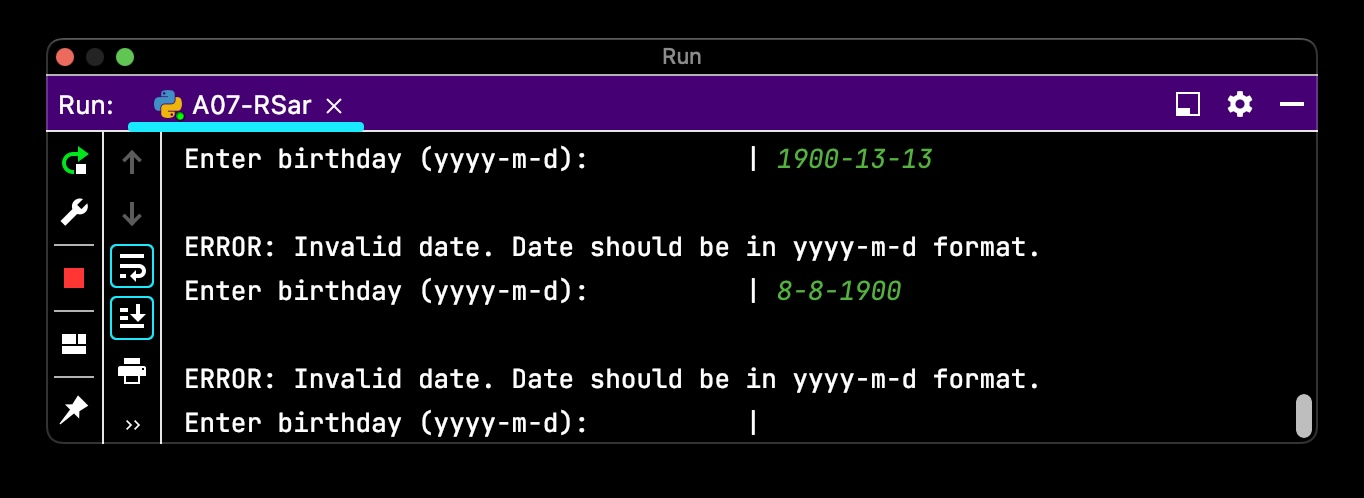 Run
Run: A07-RSar ×
Enter birthday (yyyy-m-d):          | 1900-13-13
ERROR: Invalid date. Date should be in yyyy-m-d format.
Enter birthday (yyyy-m-d):          | 8-8-1900
ERROR: Invalid date. Date should be in yyyy-m-d format.
Enter birthday (yyyy-m-d):          |